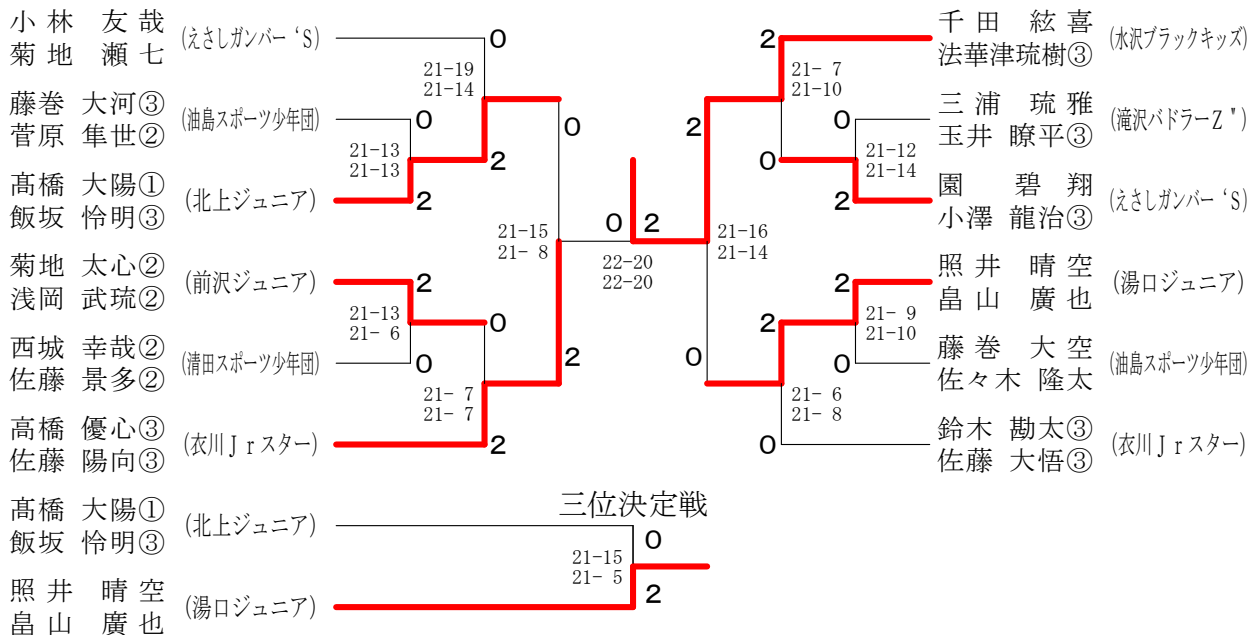 小林 友哉
菊地 瀬七
(えさしガンバー‘S)
0
21-19
21-14
藤巻 大河③
菅原 隼世②
(油島スポーツ少年団)
0
21-13
21-13
2
0
髙橋 大陽①
飯坂 怜明③
(北上ジュニア)
2
21-15
21- 8
菊地 太心②
浅岡 武琉②
(前沢ジュニア)
2
21-13
21- 6
0
西城 幸哉②
佐藤 景多②
(清田スポーツ少年団)
0
2
21- 7
21- 7
高橋 優心③
佐藤 陽向③
(衣川Jrスター)
2
0 2
22-20
22-20
千田 絃喜
法華津琉樹③
(水沢ブラックキッズ)
2
21- 7
21-10
三浦 琉雅
玉井 瞭平③
(滝沢バドラーZ")
0
2
21-12
21-14
0
園 碧翔
小澤 龍治③
(えさしガンバー‘S)
2
21-16
21-14
照井 晴空
畠山 廣也
(湯口ジュニア)
2
21- 9
21-10
2
藤巻 大空
佐々木 隆太
(油島スポーツ少年団)
0
0
21- 6
21- 8
鈴木 勘太③
佐藤 大悟③
(衣川Jrスター)
0
三位決定戦
髙橋 大陽①
飯坂 怜明③
(北上ジュニア)
0
21-15
21- 5
照井 晴空
畠山 廣也
(湯口ジュニア)
2